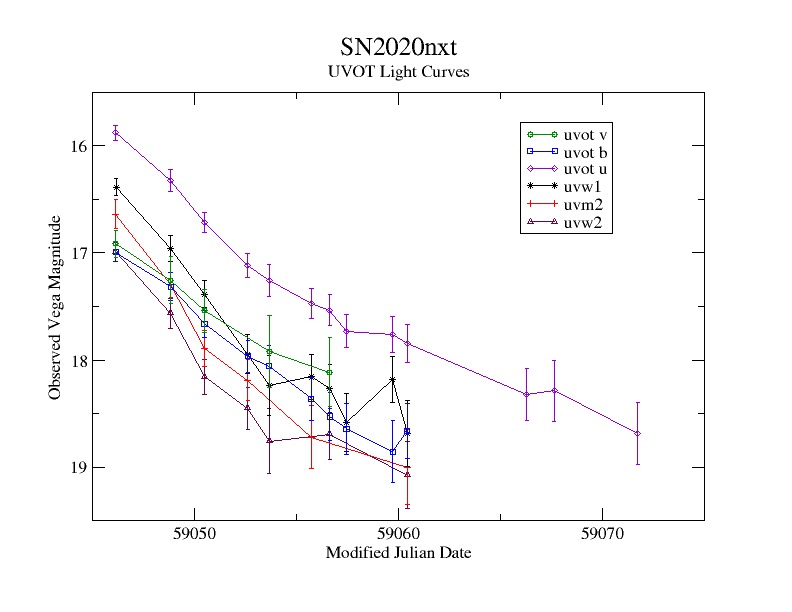 SN2020nxt
UVOT Light Curves
uvot v
uvot b
uvot u
uvw1
uvm2
uvw2
Observed Vega Magnitude
16
17
18
19
59050
59060
59070
Modified Julian Date